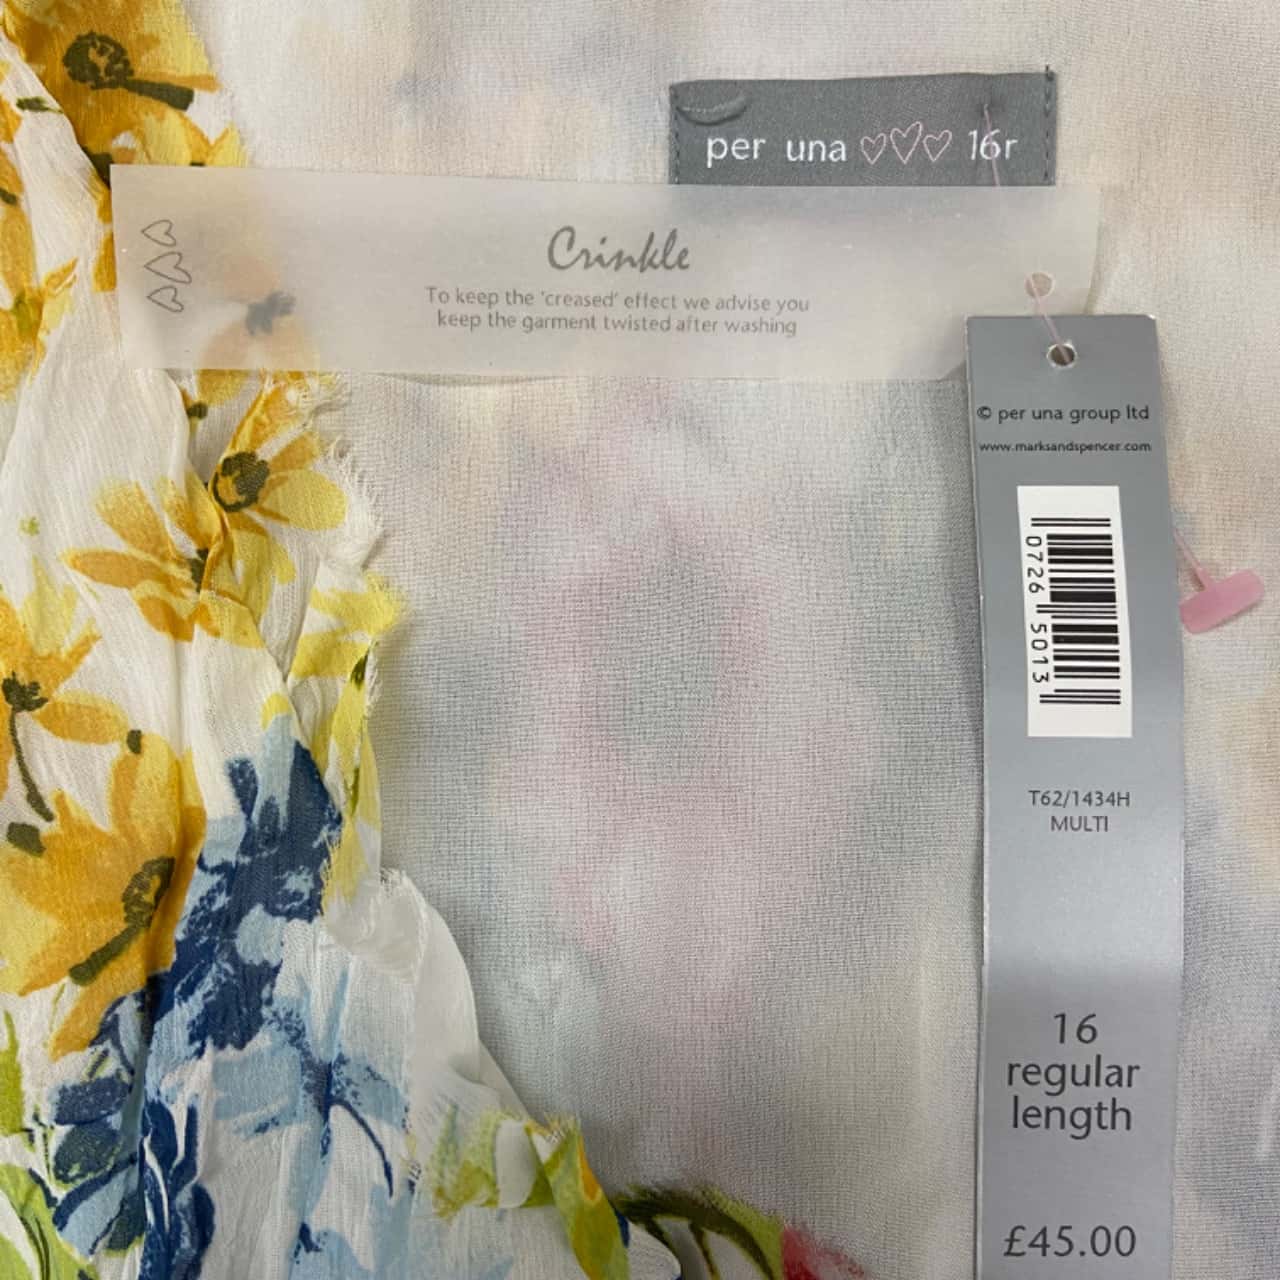 per una 16r
Crinkle
To keep the 'creased' effect we advise you
keep the garment twisted after washing
© per una group ltd
www.marksandspencer.com
0726 5013
T62/1434H
MULTI
16
regular
length
£45.00